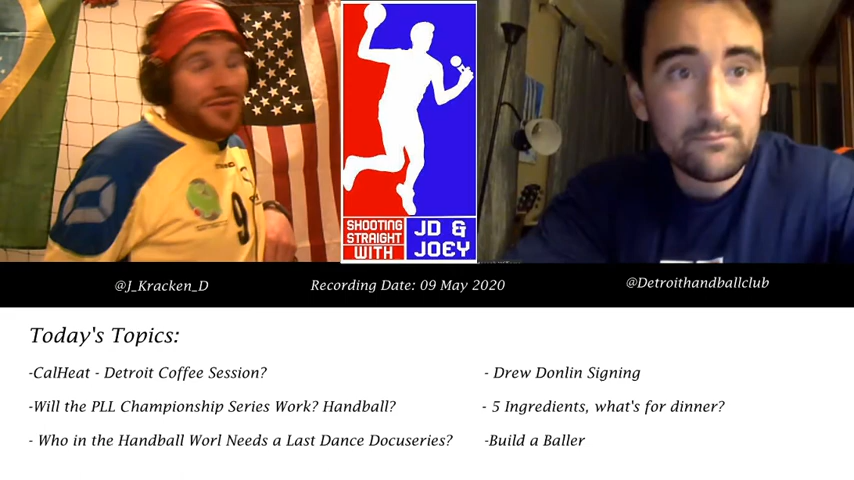 9
SHOOTING
STRAIGHT
WITH
JD &
JOEY
@J_Kracken_D
Recording Date: 09 May 2020
@Detroithandballclub
Today's Topics:
-CalHeat - Detroit Coffee Session?
- Drew Donlin Signing
-Will the PLL Championship Series Work? Handball?
- 5 Ingredients, what's for dinner?
- Who in the Handball Worl Needs a Last Dance Docuseries?
-Build a Baller